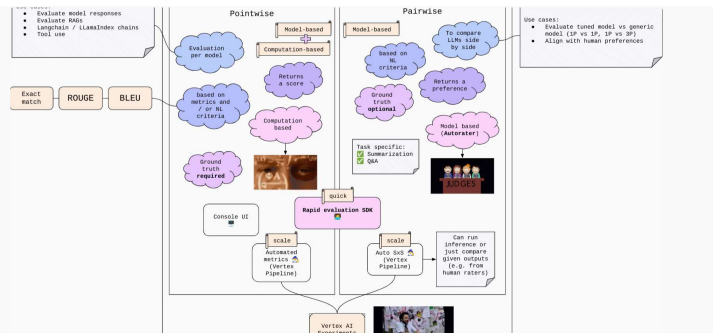 Use cases:
● Evaluate model responses
● Evaluate RAGs
● Langchain / LLamaIndex chains
● Tool use
Pointwise
Pairwise
Model-based
Computation-based
Evaluation
per model
Returns
a score
Exact
match
ROUGE
BLEU
based on
metrics and
/ or NL
criteria
Computation
based
Ground
truth
required
Model-based
To compare
LLMs side
by side
based on
NL
criteria
Returns a
preference
Ground
truth
optional
Model based
(Autorater)
Task specific:
✅ Summarization
✅ Q&A
JUDGES
Use cases:
● Evaluate tuned model vs generic
model (1P vs 1P, 1P vs 3P)
● Align with human preferences
quick
Rapid evaluation SDK
Console UI
scale
Automated
metrics
(Vertex
Pipeline)
scale
Auto SxS
(Vertex
Pipeline)
Can run
inference or
just compare
given outputs
(e.g. from
human raters)
Vertex AI
Experiments